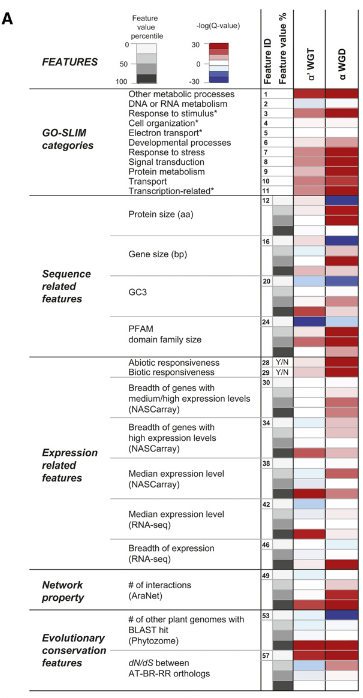 A
Feature
value
percentile
0
50
100
-log(Q-value)
30
10
0
10
30
FEATURES
Feature ID
Feature value %
α' WGT
α WGD
GO-SLIM
categories
Other metabolic processes
DNA or RNA metabolism
Response to stimulus*
Cell organization*
Electron transport*
Developmental processes
Response to stress
Signal transduction
Protein metabolism
Transport
Transcription-related*
1
2
3
4
5
6
7
8
9
10
11
Sequence
related
features
Protein size (aa)
12
Gene size (bp)
16
GC3
20
PFAM
domain family size
24
Expression
related
features
Abiotic responsiveness
28 Y/N
Biotic responsiveness
29 Y/N
Breadth of genes with
medium/high expression levels
(NASCarray)
30
Breadth of genes with
high expression levels
(NASCarray)
34
Median expression level
(NASCarray)
38
Median expression level
(RNA-seq)
42
Breadth of expression
(RNA-seq)
46
Network
property
# of interactions
(AraNet)
49
Evolutionary
conservation
features
# of other plant genomes with
BLAST hit
(Phytozome)
53
dN/dS between
AT-BR-RR orthologs
57